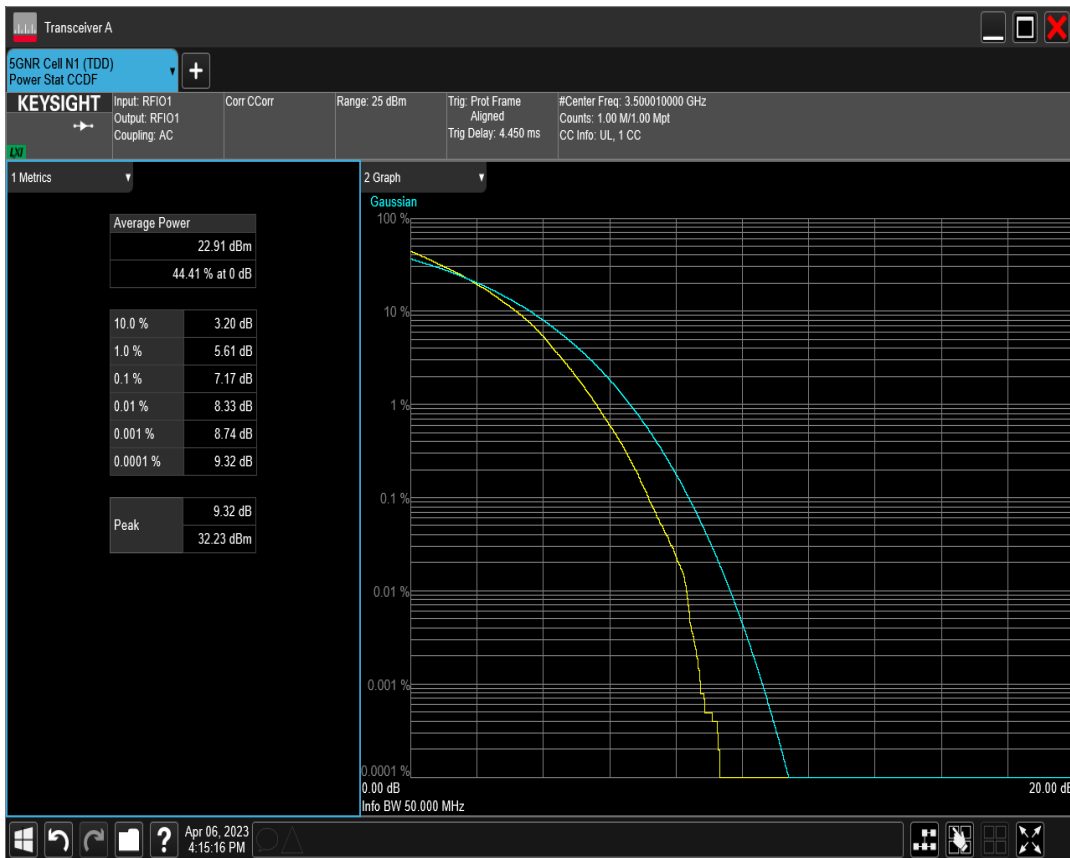 Transceiver A
5GNR Cell N1 (TDD)
Power Stat CCDF
+
KEYSIGHT
LXI
Input: RFIO1
Output: RFIO1
Coupling: AC
Corr CCorr
Range: 25 dBm
Trig: Prot Frame
Aligned
Trig Delay: 4.450 ms
#Center Freq: 3.500010000 GHz
Counts: 1.00 M/1.00 Mpt
CC Info: UL, 1 CC
1 Metrics
Average Power
22.91 dBm
44.41 % at 0 dB
10.0 % 3.20 dB
1.0 % 5.61 dB
0.1 % 7.17 dB
0.01 % 8.33 dB
0.001 % 8.74 dB
0.0001 % 9.32 dB
Peak
9.32 dB
32.23 dBm
2 Graph
Gaussian
100 %
10 %
1 %
0.1 %
0.01 %
0.001 %
0.0001 %
0.00 dB 20.00 dB
Info BW 50.000 MHz
?
Apr 06, 2023
4:15:16 PM